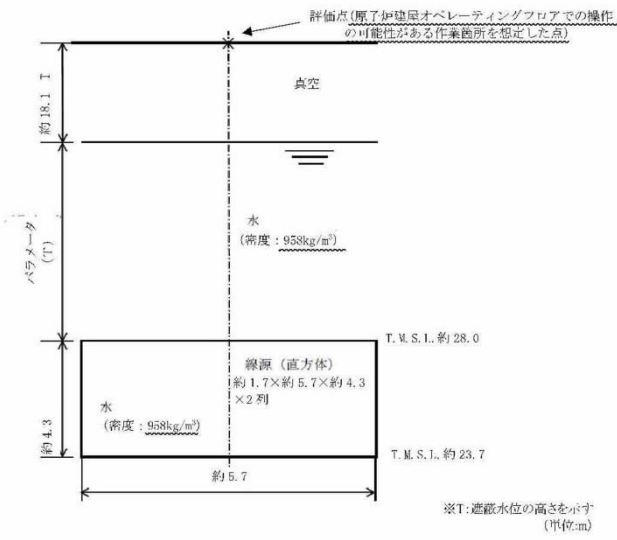 評価点(原子炉建屋オペレーティングフロアでの操作
の可能性がある作業箇所を想定した点)
約18.1 T
真空
水
(密度：958kg/m³)
パラメータ
(T)
T.M.S.L.約28.0
線源（直方体）
約1.7×約5.7×約4.3
×2列
水
(密度：958kg/m³)
約4.3
T.M.S.L.約23.7
約5.7
※T:遮蔽水位の高さを示す
(単位:m)